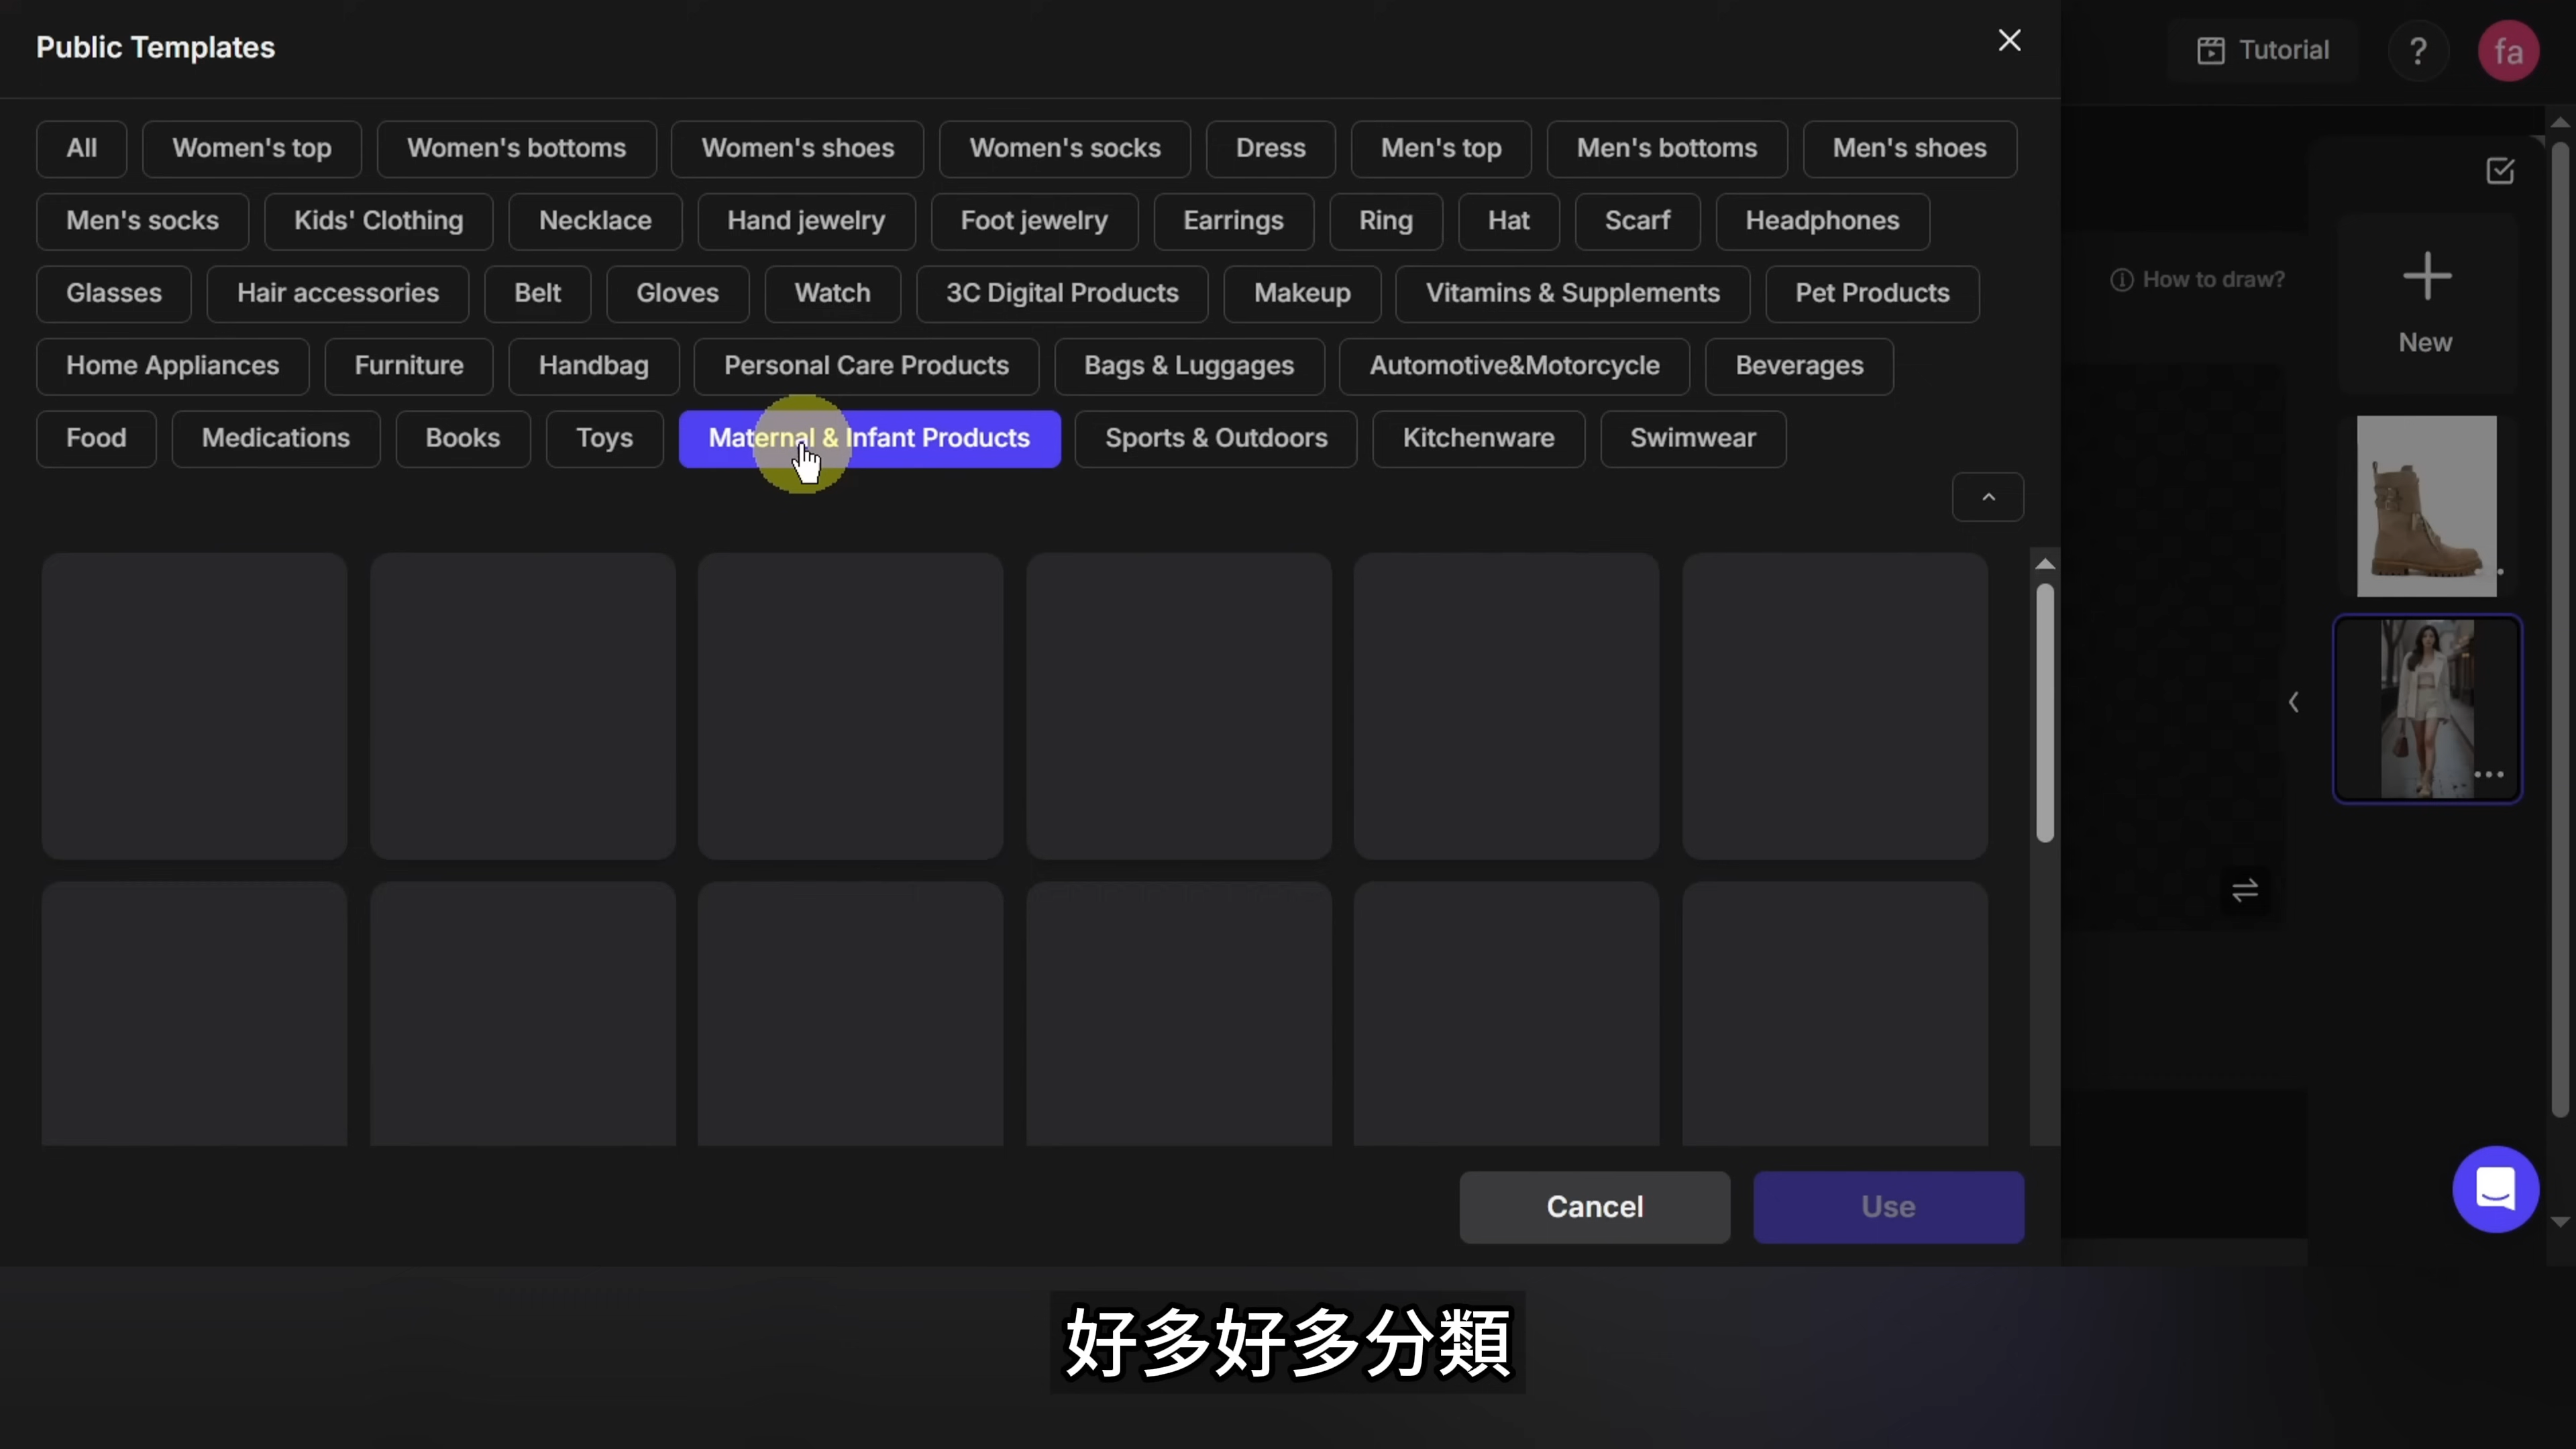 Public Templates
Tutorial
?
fa
All Women's top Women's bottoms Women's shoes Women's socks Dress Men's top Men's bottoms Men's shoes
Men's socks Kids' Clothing Necklace Hand jewelry Foot jewelry Earrings Ring Hat Scarf Headphones
Glasses Hair accessories Belt Gloves Watch 3C Digital Products Makeup Vitamins & Supplements Pet Products
Home Appliances Furniture Handbag Personal Care Products Bags & Luggages Automotive&Motorcycle Beverages
Food Medications Books Toys Maternal & Infant Products Sports & Outdoors Kitchenware Swimwear
How to draw?
New
Cancel
Use
好多好多分類